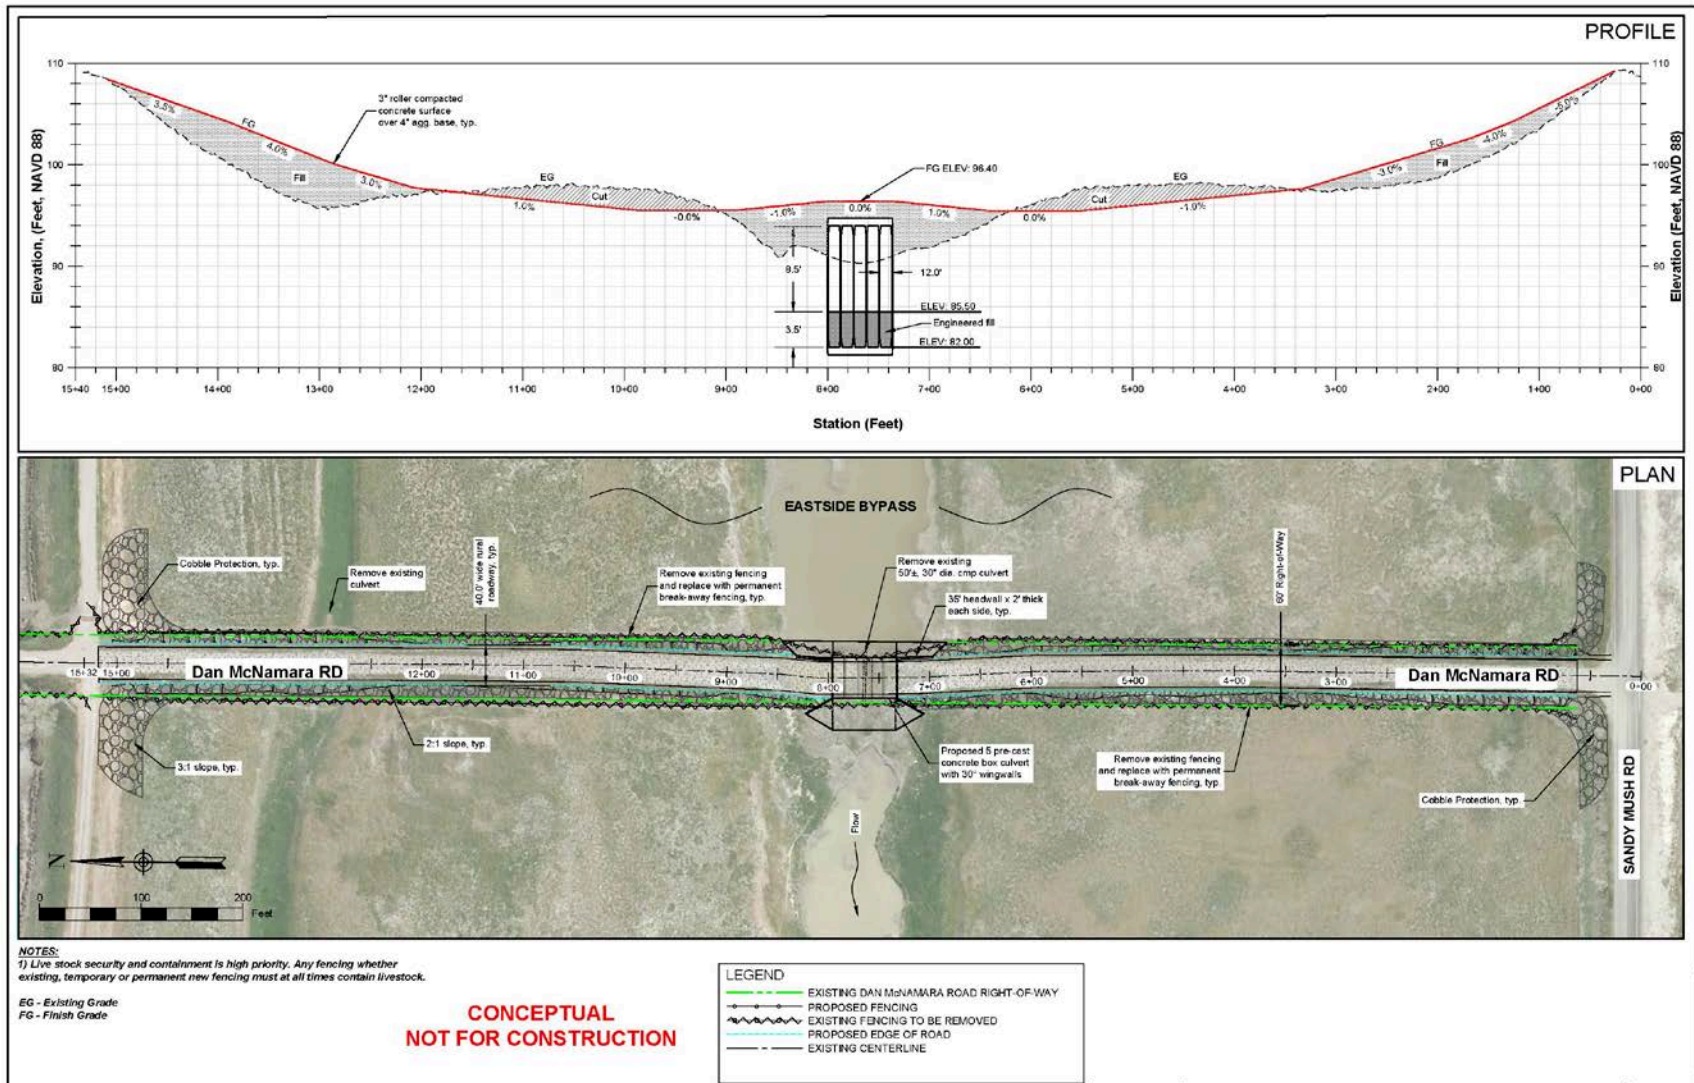 PROFILE
110
100
90
80
Elevation, (Feet, NAVD 88)
110
100
90
80
Elevation (Feet, NAVD 88)
3.5%
FG
4.0%
3.0%
Fill
3" roller compacted
concrete surface
over 4" agg. base, typ.
EG
Cut
1.0%
-0.0%
-1.0%
0.0%
1.0%
0.0%
FG ELEV: 96.40
EG
Cut
-1.0%
-3.0%
Fill
FG
-4.0%
-5.0%
12.0'
3.5'
ELEV: 85.50
Engineered fill
ELEV: 82.00
15+40
15+00
14+00
13+00
12+00
11+00
10+00
9+00
8+00
7+00
6+00
5+00
4+00
3+00
2+00
1+00
0+00
Station (Feet)
PLAN
EASTSIDE BYPASS
Cobble Protection, typ.
Remove existing
culvert
40.0' wide rural
roadway, typ.
Remove existing fencing
and replace with permanent
break-away fencing, typ.
Remove existing
50'±, 30" dia. cmp culvert
35' headwall x 2' thick
each side, typ.
60' Right-of-Way
15+00
Dan McNamara RD
12+00
11+00
10+00
9+00
8+00
7+00
6+00
5+00
4+00
3+00
Dan McNamara RD
0+00
3:1 slope, typ.
2:1 slope, typ.
Proposed 5 pre-cast
concrete box culvert
with 30° wingwalls
Remove existing fencing
and replace with permanent
break-away fencing, typ.
Cobble Protection, typ.
SANDY MUSH RD
Flow
N
0
100
200
Feet
NOTES:
1) Live stock security and containment is high priority. Any fencing whether
existing, temporary or permanent new fencing must at all times contain livestock.
EG - Existing Grade
FG - Finish Grade
CONCEPTUAL
NOT FOR CONSTRUCTION
LEGEND
EXISTING DAN McNAMARA ROAD RIGHT-OF-WAY
PROPOSED FENCING
EXISTING FENCING TO BE REMOVED
PROPOSED EDGE OF ROAD
EXISTING CENTERLINE